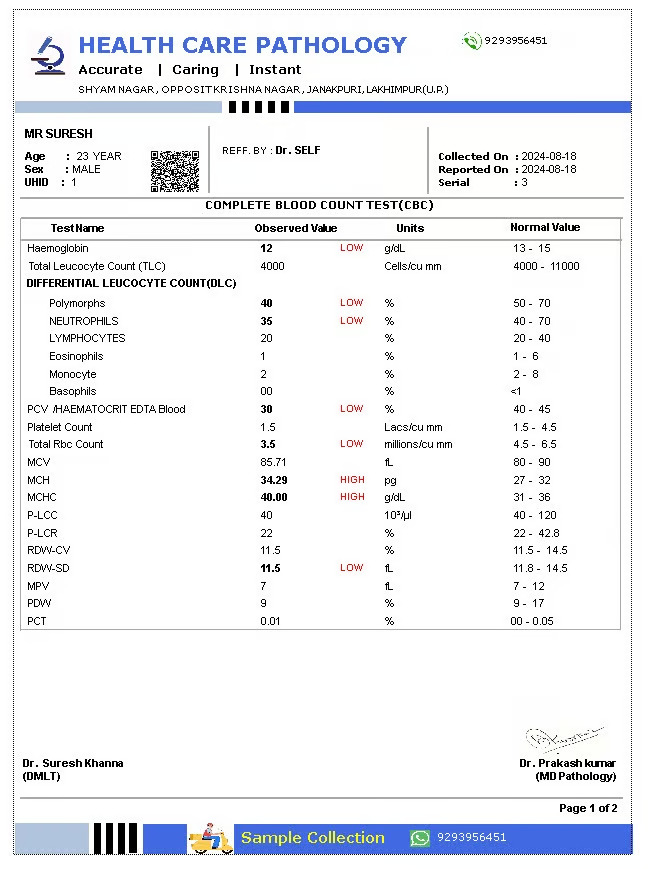 HEALTH CARE PATHOLOGY
9293956451
Accurate | Caring | Instant
SHYAM NAGAR, OPPOSIT KRISHNA NAGAR, JANAKPURI, LAKHIMPUR(U.P.)
MR SURESH
Age : 23 YEAR
Sex : MALE
UHID : 1
REFF. BY : Dr. SELF
Collected On : 2024-08-18
Reported On : 2024-08-18
Serial : 3
COMPLETE BLOOD COUNT TEST(CBC)
Test Name Observed Value Units Normal Value
Haemoglobin 12 LOW g/dL 13 - 15
Total Leucocyte Count (TLC) 4000 Cells/cu mm 4000 - 11000
DIFFERENTIAL LEUCOCYTE COUNT(DLC)
Polymorphs 40 LOW % 50 - 70
NEUTROPHILS 35 LOW % 40 - 70
LYMPHOCYTES 20 % 20 - 40
Eosinophils 1 % 1 - 6
Monocyte 2 % 2 - 8
Basophils 00 % <1
PCV /HAEMATOCRIT EDTA Blood 30 LOW % 40 - 45
Platelet Count 1.5 Lacs/cu mm 1.5 - 4.5
Total Rbc Count 3.5 LOW millions/cu mm 4.5 - 6.5
MCV 85.71 fL 80 - 90
MCH 34.29 HIGH pg 27 - 32
MCHC 40.00 HIGH g/dL 31 - 36
P-LCC 40 10³/µl 40 - 120
P-LCR 22 % 22 - 42.8
RDW-CV 11.5 % 11.5 - 14.5
RDW-SD 11.5 LOW fL 11.8 - 14.5
MPV 7 fL 7 - 12
PDW 9 % 9 - 17
PCT 0.01 % 00 - 0.05
Dr. Suresh Khanna
(DMLT)
Dr. Prakash kumar
(MD Pathology)
Page 1 of 2
Sample Collection 9293956451